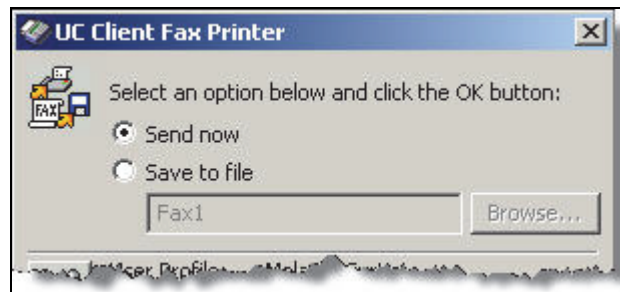 UC Client Fax Printer
FAX
Select an option below and click the OK button:
Send now
Save to file
Fax1 Browse...